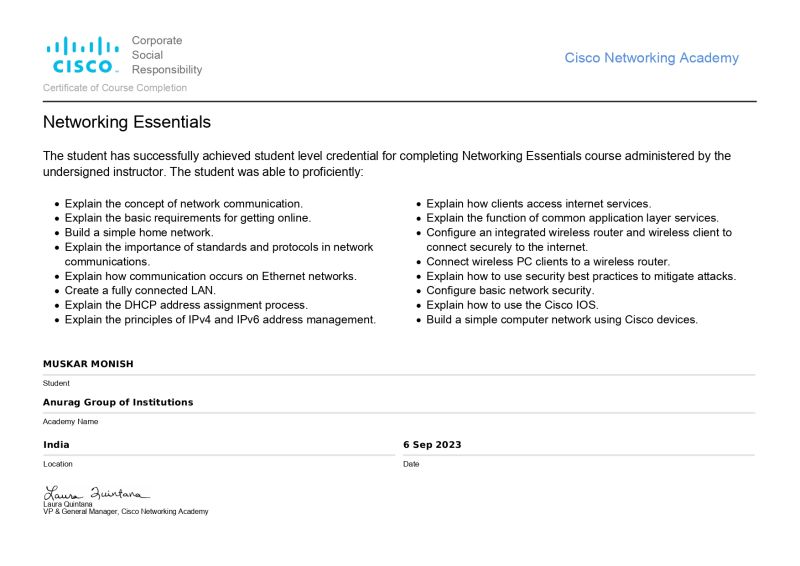 Corporate
Social
Responsibility
CISCO™
Cisco Networking Academy
Certificate of Course Completion
Networking Essentials
The student has successfully achieved student level credential for completing Networking Essentials course administered by the
undersigned instructor. The student was able to proficiently:
• Explain the concept of network communication.
• Explain the basic requirements for getting online.
• Build a simple home network.
• Explain the importance of standards and protocols in network
communications.
• Explain how communication occurs on Ethernet networks.
• Create a fully connected LAN.
• Explain the DHCP address assignment process.
• Explain the principles of IPv4 and IPv6 address management.
• Explain how clients access internet services.
• Explain the function of common application layer services.
• Configure an integrated wireless router and wireless client to
connect securely to the internet.
• Connect wireless PC clients to a wireless router.
• Explain how to use security best practices to mitigate attacks.
• Configure basic network security.
• Explain how to use the Cisco IOS.
• Build a simple computer network using Cisco devices.
MUSKAR MONISH
Student
Anurag Group of Institutions
Academy Name
India
Location
6 Sep 2023
Date
Laura Quintana
Laura Quintana
VP & General Manager, Cisco Networking Academy